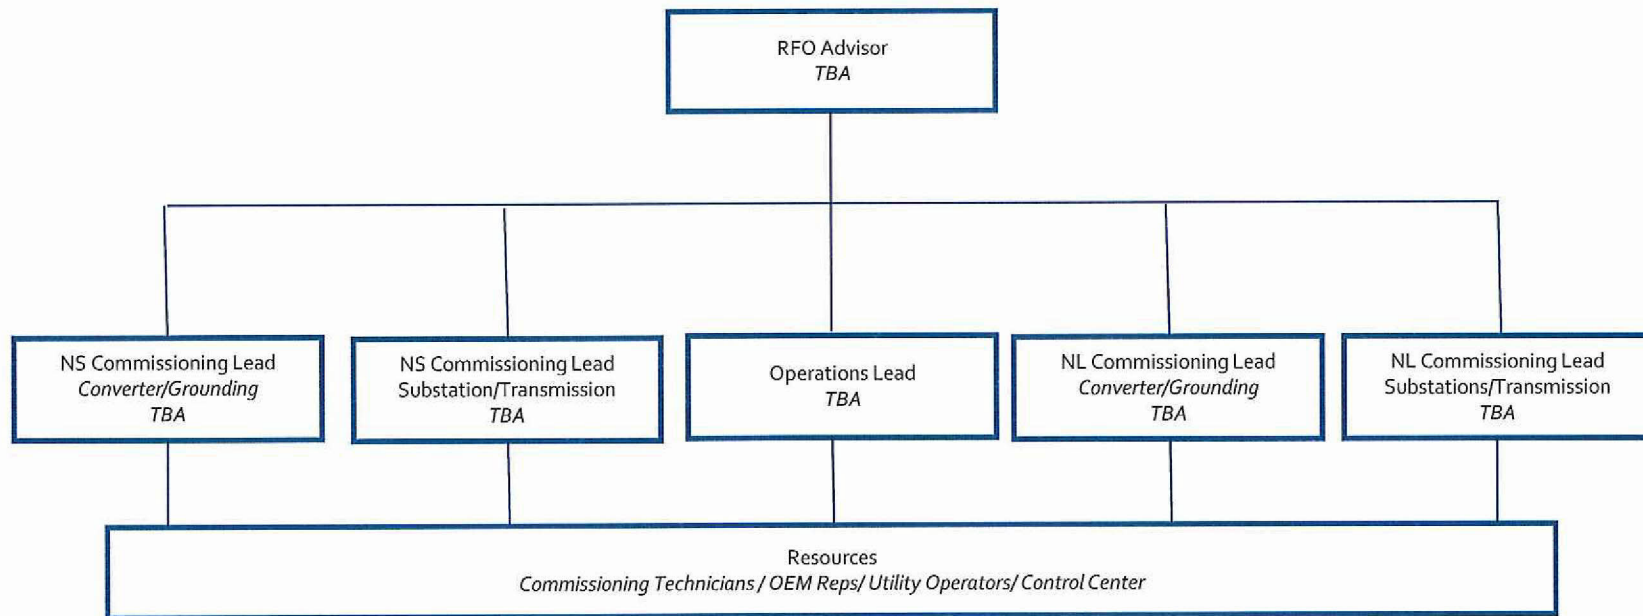 RFO Advisor
TBA
NS Commissioning Lead
Converter/Grounding
TBA
NS Commissioning Lead
Substation/Transmission
TBA
Operations Lead
TBA
NL Commissioning Lead
Converter/Grounding
TBA
NL Commissioning Lead
Substations/Transmission
TBA
Resources
Commissioning Technicians / OEM Reps/ Utility Operators/ Control Center